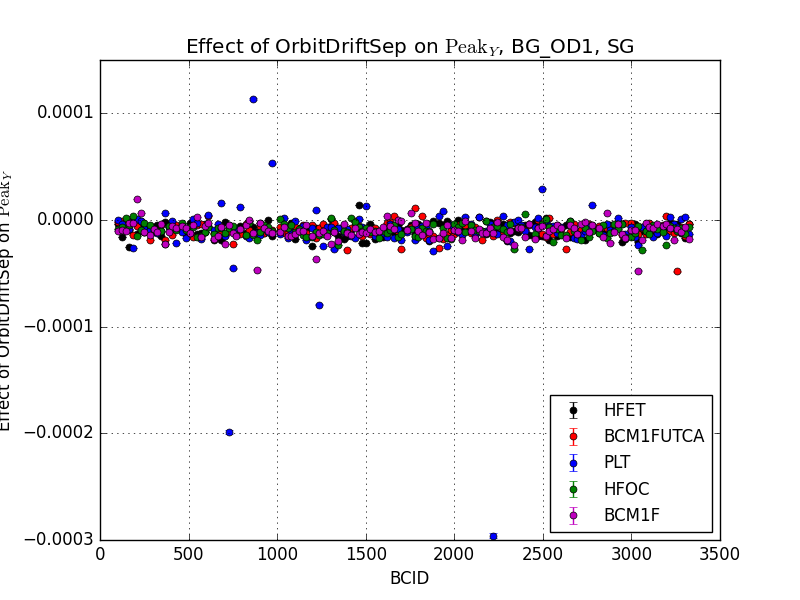 Effect of OrbitDriftSep on Peak_Y, BG_OD1, SG
Effect of OrbitDriftSep on Peak_Y
0.0001
0.0000
−0.0001
−0.0002
−0.0003
HFET
BCM1FUTCA
PLT
HFOC
BCM1F
0 500 1000 1500 2000 2500 3000 3500
BCID